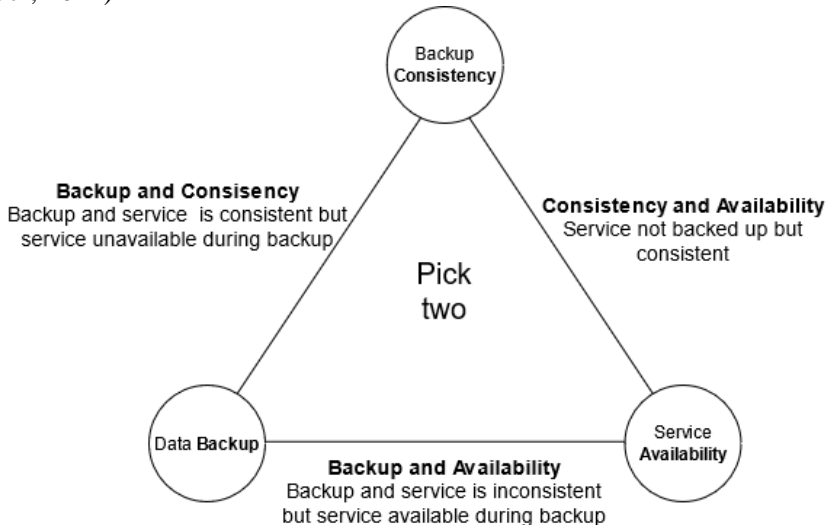 Backup
Consistency
Backup and Consisency
Backup and service is consistent but
service unavailable during backup
Consistency and Availability
Service not backed up but
consistent
Pick
two
Data Backup
Service
Availability
Backup and Availability
Backup and service is inconsistent
but service available during backup